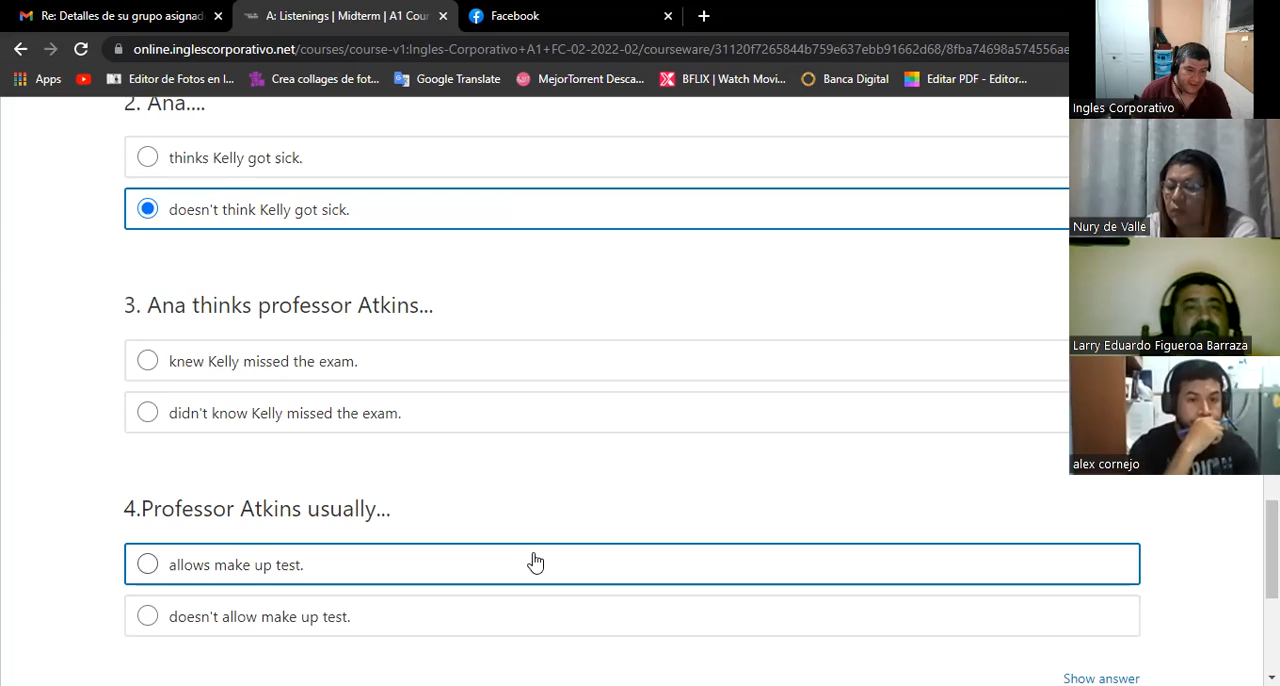 Re: Detalles de su grupo asignad
A: Listenings | Midterm | A1 Cour
Facebook
online.inglescorporativo.net/courses/course-v1:Ingles-Corporativo+A1+FC-02-2022-02/courseware/31120f7265844b759e637ebb91662d68/8fba74698a574556ae
Apps
Editor de Fotos en l...
Crea collages de fot...
Google Translate
MejorTorrent Desca...
BFLIX | Watch Movi...
Banca Digital
Editar PDF - Editor...
2. Ana....
thinks Kelly got sick.
doesn't think Kelly got sick.
3. Ana thinks professor Atkins...
knew Kelly missed the exam.
didn't know Kelly missed the exam.
4.Professor Atkins usually...
allows make up test.
doesn't allow make up test.
Show answer
Ingles Corporativo
Nury de Valle
Larry Eduardo Figueroa Barraza
alex cornejo